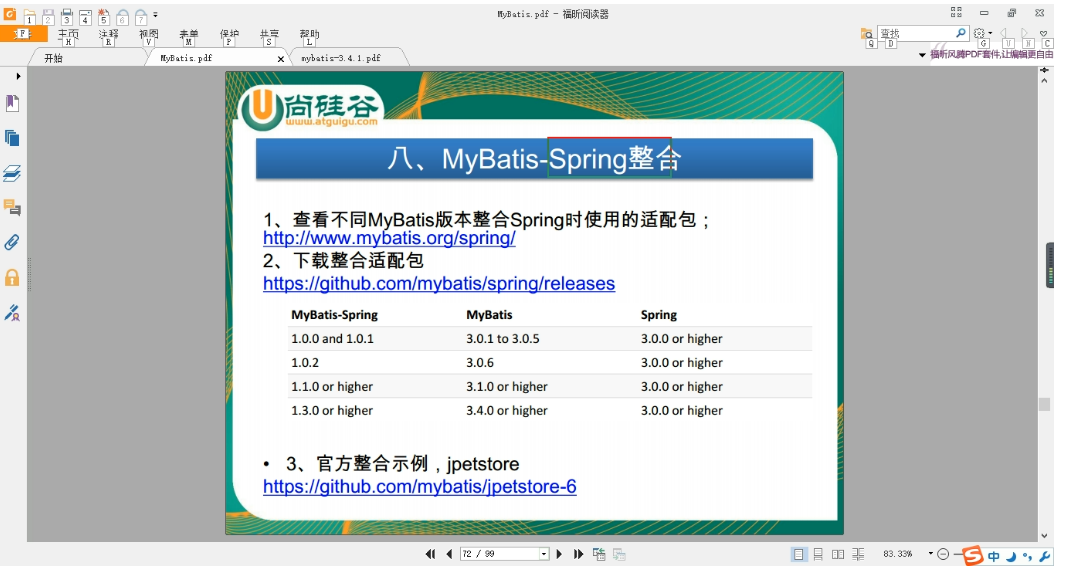 MyBatis.pdf - 福昕阅读器
1 2 3 4 5 6 7
F
主页 注释 视图 表单 保护 共享 帮助
H R V M P S L
查找
Q D G U N C
开始 MyBatis.pdf × mybatis-3.4.1.pdf
福昕风腾PDF套件,让编辑更自由
尚硅谷
www.atguigu.com
八、MyBatis-Spring整合
1、查看不同MyBatis版本整合Spring时使用的适配包；
http://www.mybatis.org/spring/
2、下载整合适配包
https://github.com/mybatis/spring/releases
MyBatis-Spring MyBatis Spring
1.0.0 and 1.0.1 3.0.1 to 3.0.5 3.0.0 or higher
1.0.2 3.0.6 3.0.0 or higher
1.1.0 or higher 3.1.0 or higher 3.0.0 or higher
1.3.0 or higher 3.4.0 or higher 3.0.0 or higher
• 3、官方整合示例，jpetstore
https://github.com/mybatis/jpetstore-6
72 / 99
83.33%
中